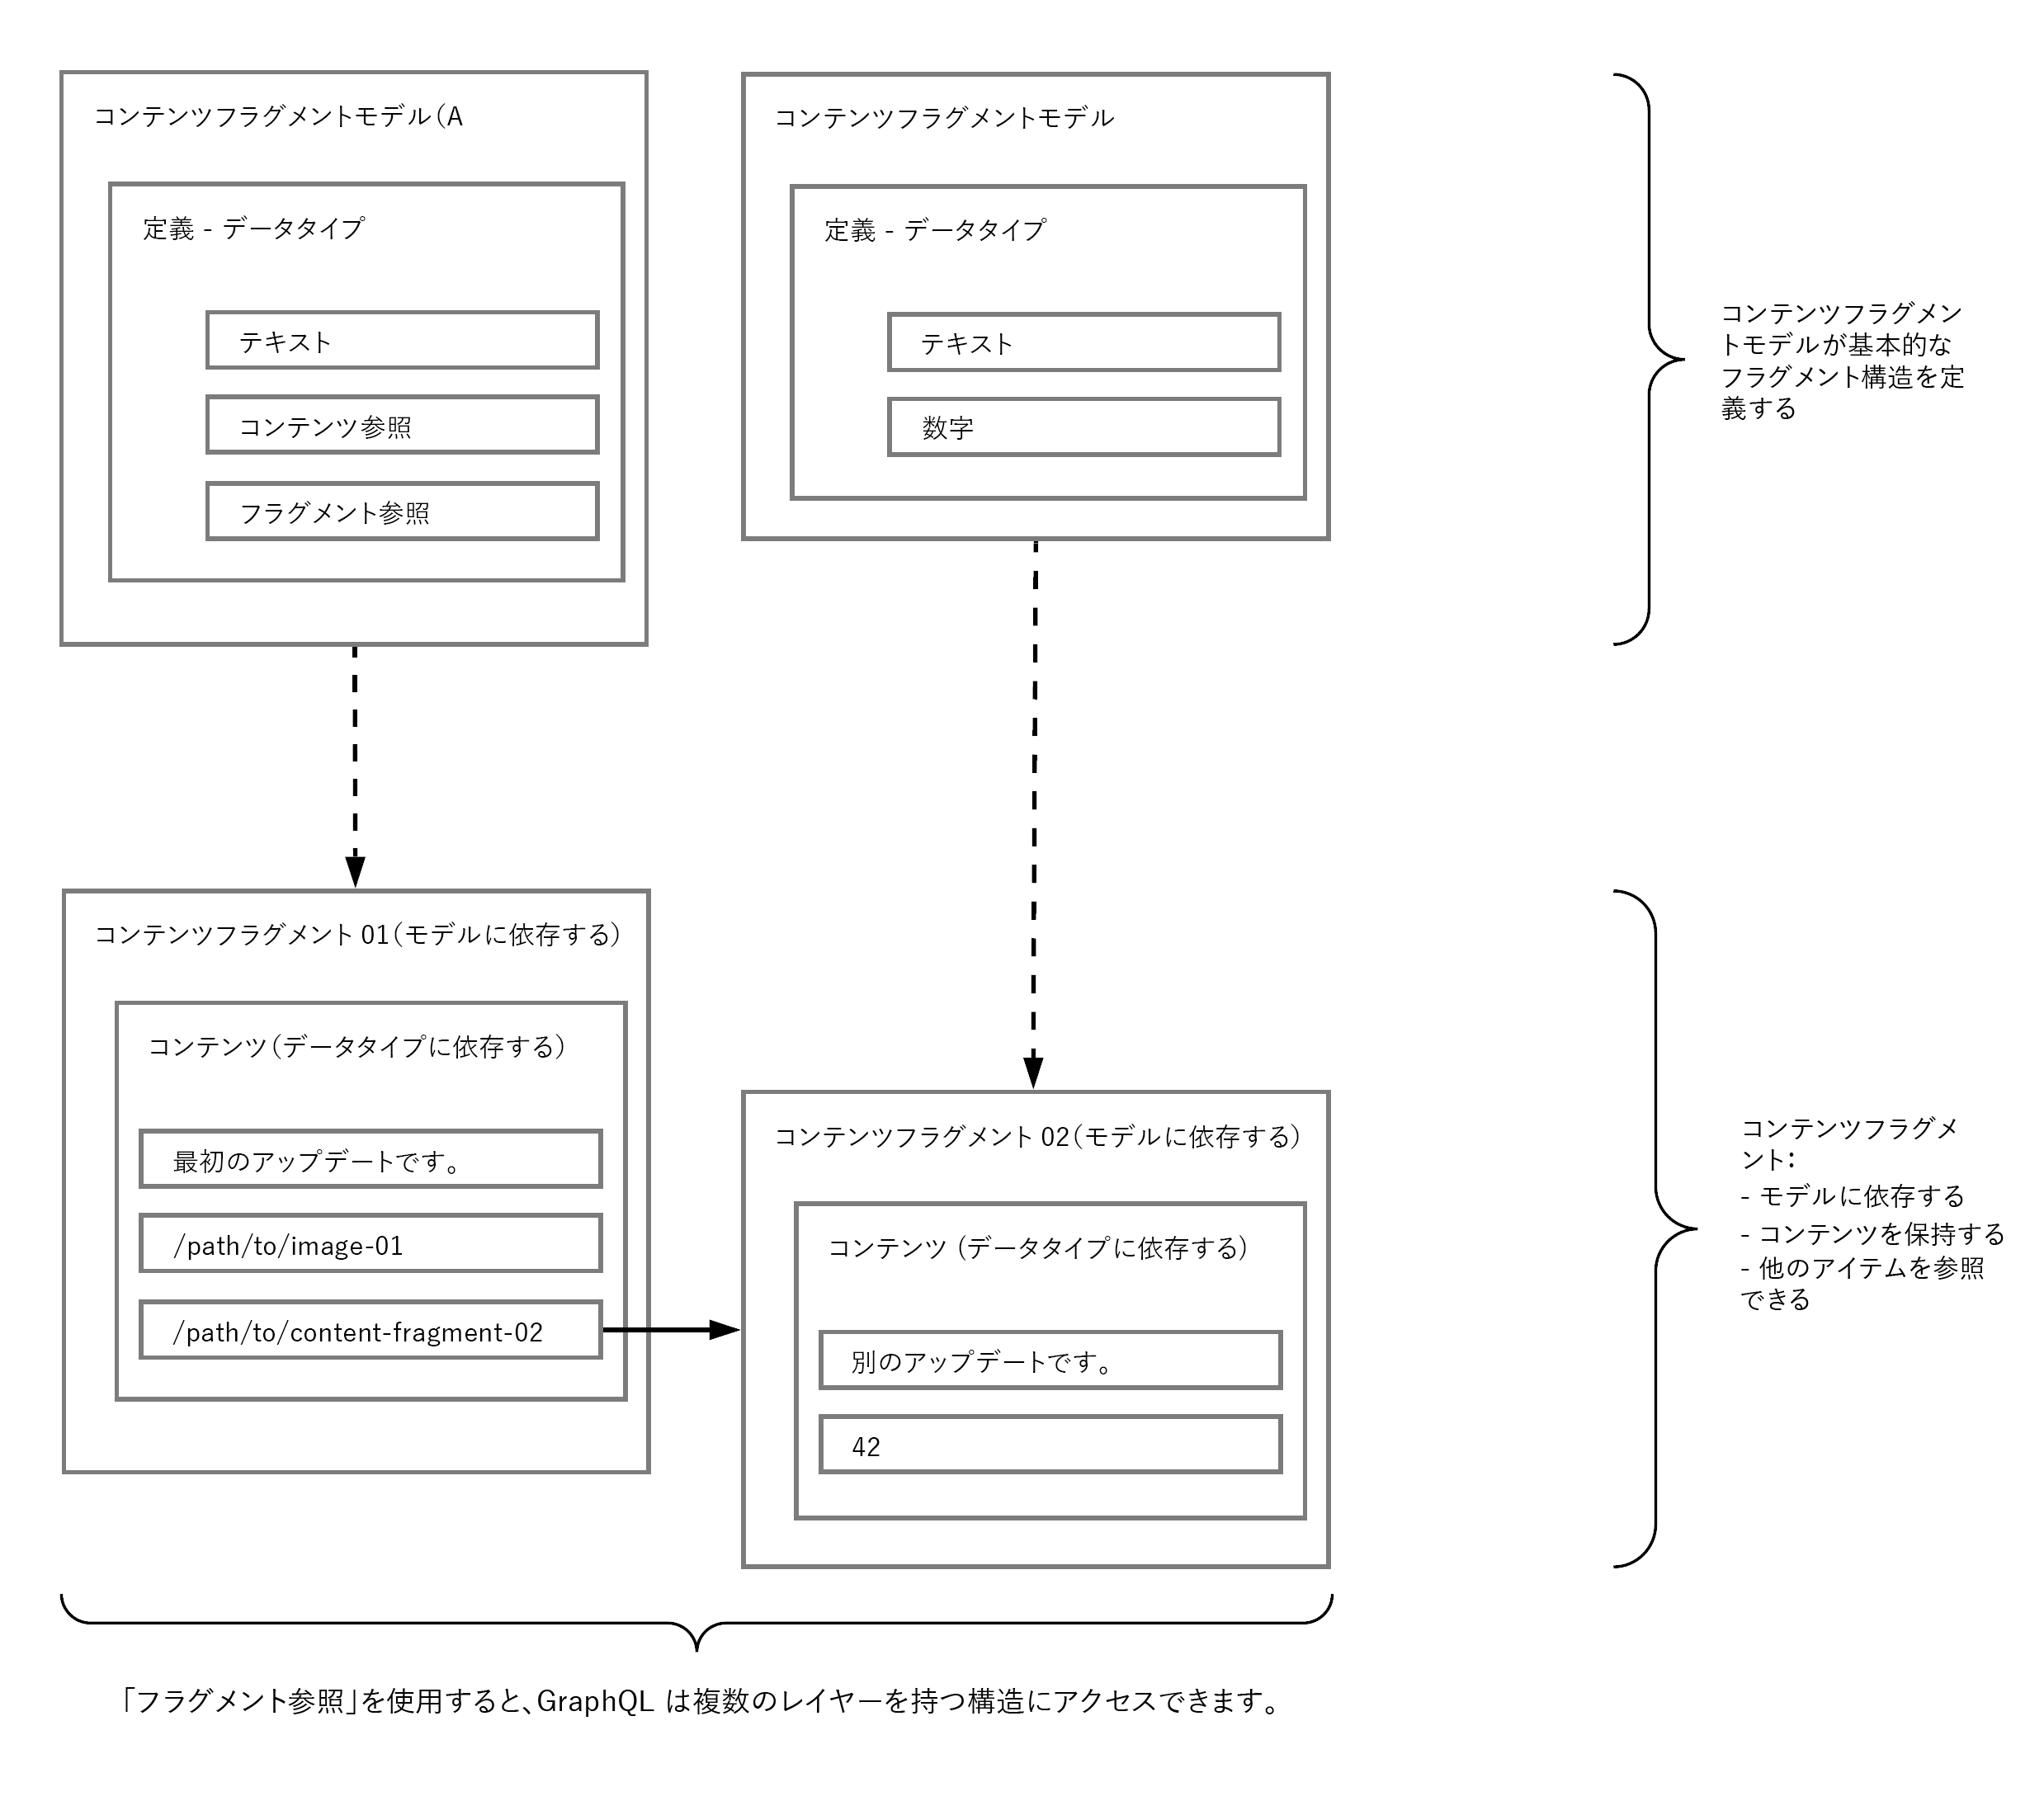 コンテンツフラグメントモデル（A
定義 - データタイプ
テキスト
コンテンツ参照
フラグメント参照
コンテンツフラグメントモデル
定義 - データタイプ
テキスト
数字
コンテンツフラグメン
トモデルが基本的な
フラグメント構造を定
義する
コンテンツフラグメント 01（モデルに依存する）
コンテンツ（データタイプに依存する）
最初のアップデートです。
/path/to/image-01
/path/to/content-fragment-02
コンテンツフラグメント 02（モデルに依存する）
コンテンツ (データタイプに依存する)
別のアップデートです。
42
コンテンツフラグメ
ント：
- モデルに依存する
- コンテンツを保持する
- 他のアイテムを参照
できる
「フラグメント参照」を使用すると、GraphQL は複数のレイヤーを持つ構造にアクセスできます。